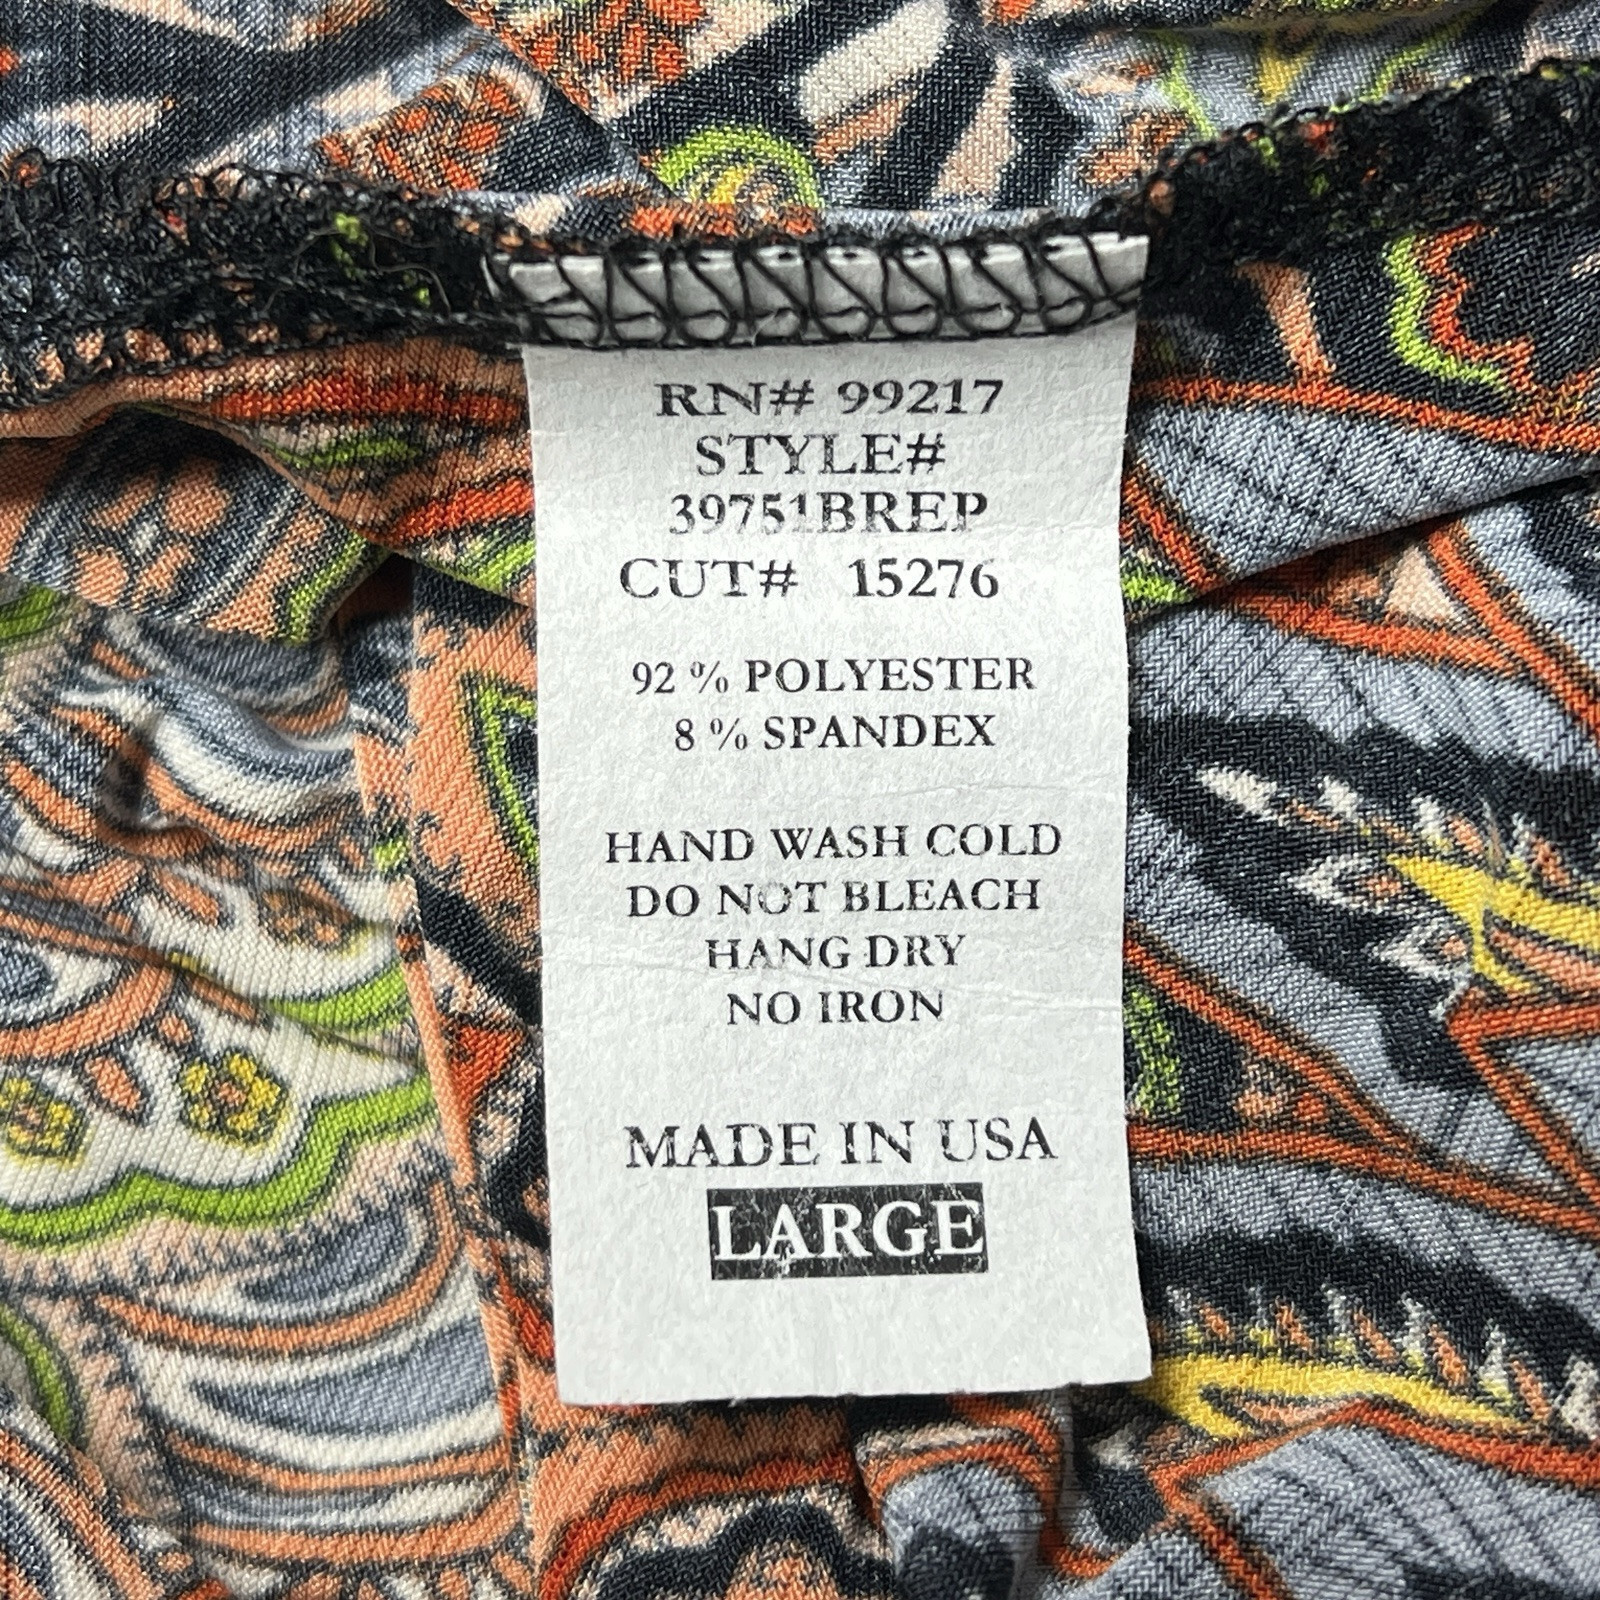 RN# 99217
STYLE#
39751BREP
CUT# 15276
92 % POLYESTER
8 % SPANDEX
HAND WASH COLD
DO NOT BLEACH
HANG DRY
NO IRON
MADE IN USA
LARGE